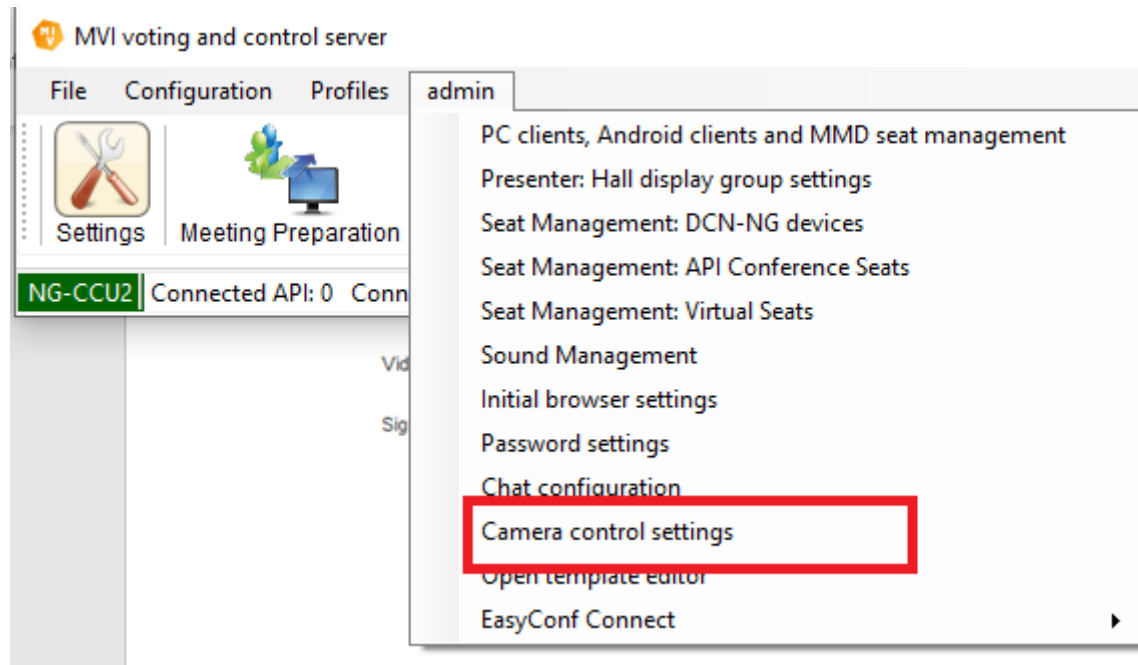 MVI voting and control server
File Configuration Profiles admin
PC clients, Android clients and MMD seat management
Presenter: Hall display group settings
Seat Management: DCN-NG devices
Seat Management: API Conference Seats
Seat Management: Virtual Seats
Sound Management
Initial browser settings
Password settings
Chat configuration
Camera control settings
Open template editor
EasyConf Connect
Settings Meeting Preparation
NG-CCU2 Connected API: 0 Conn
Vid
Sig